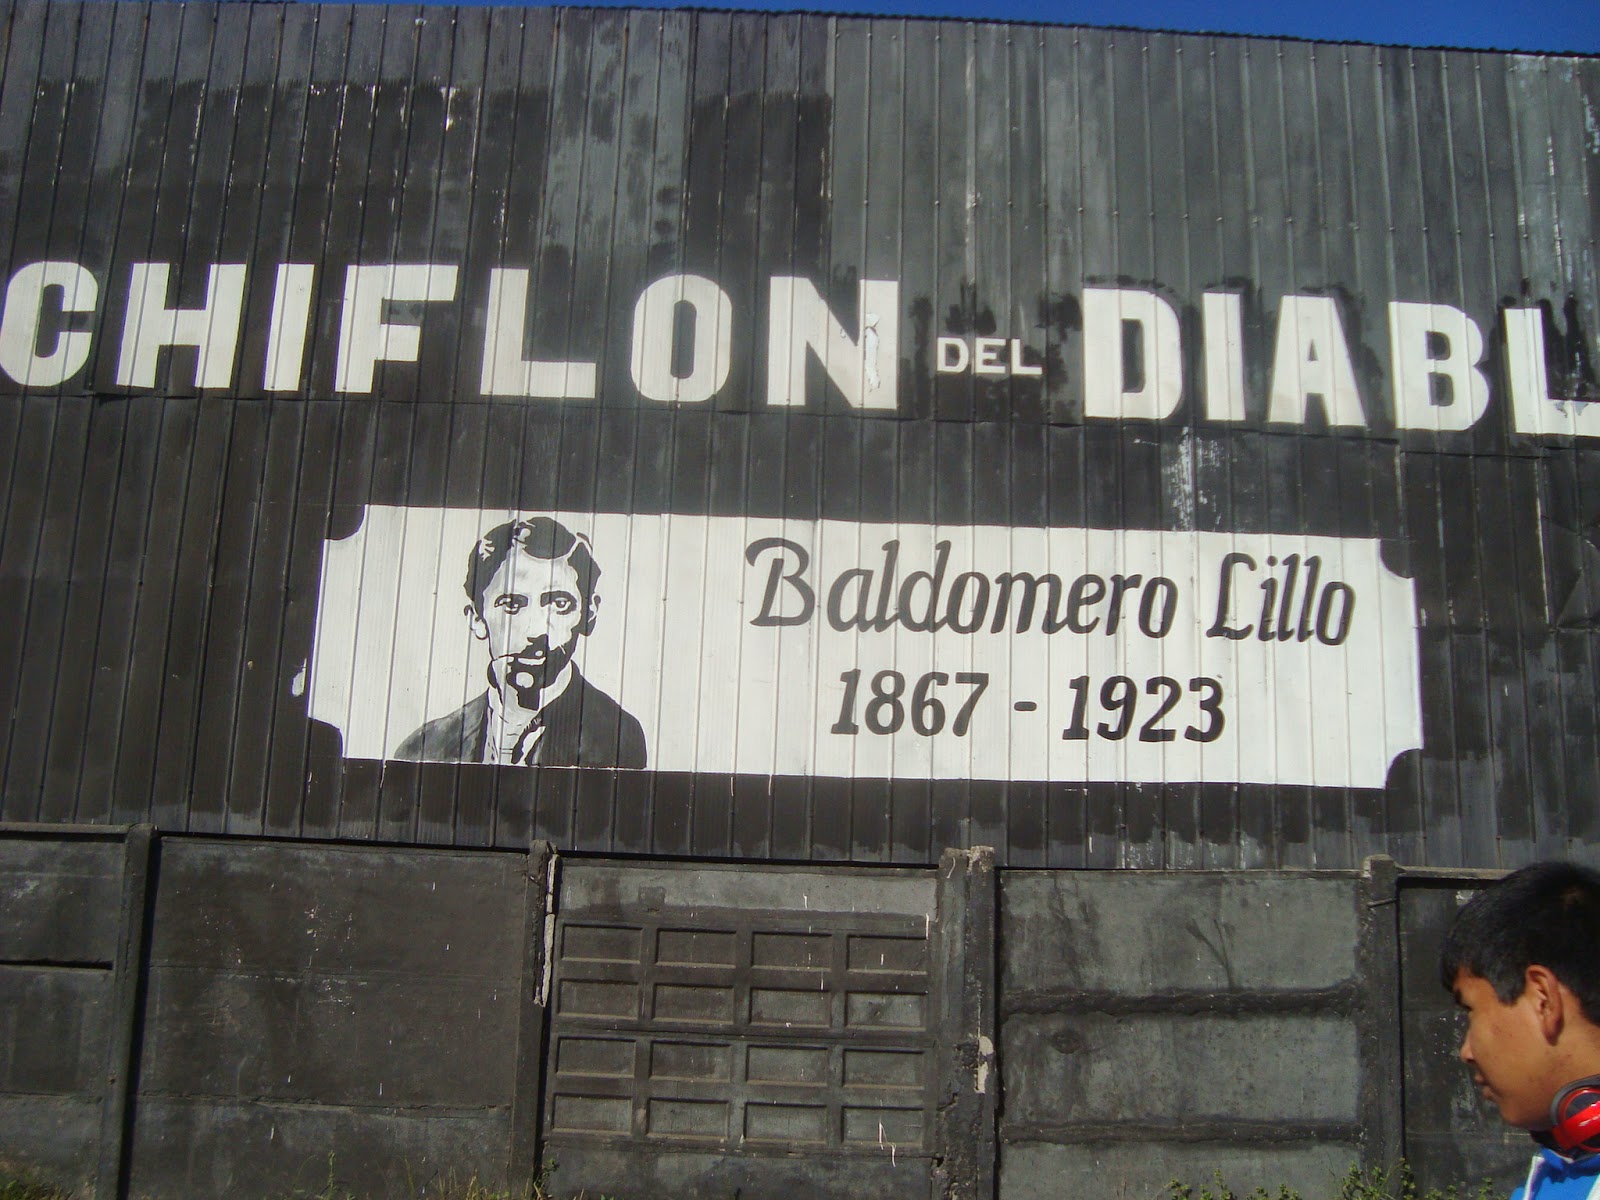 CHIFLON DEL DIABL
Baldomero Lillo
1867 - 1923